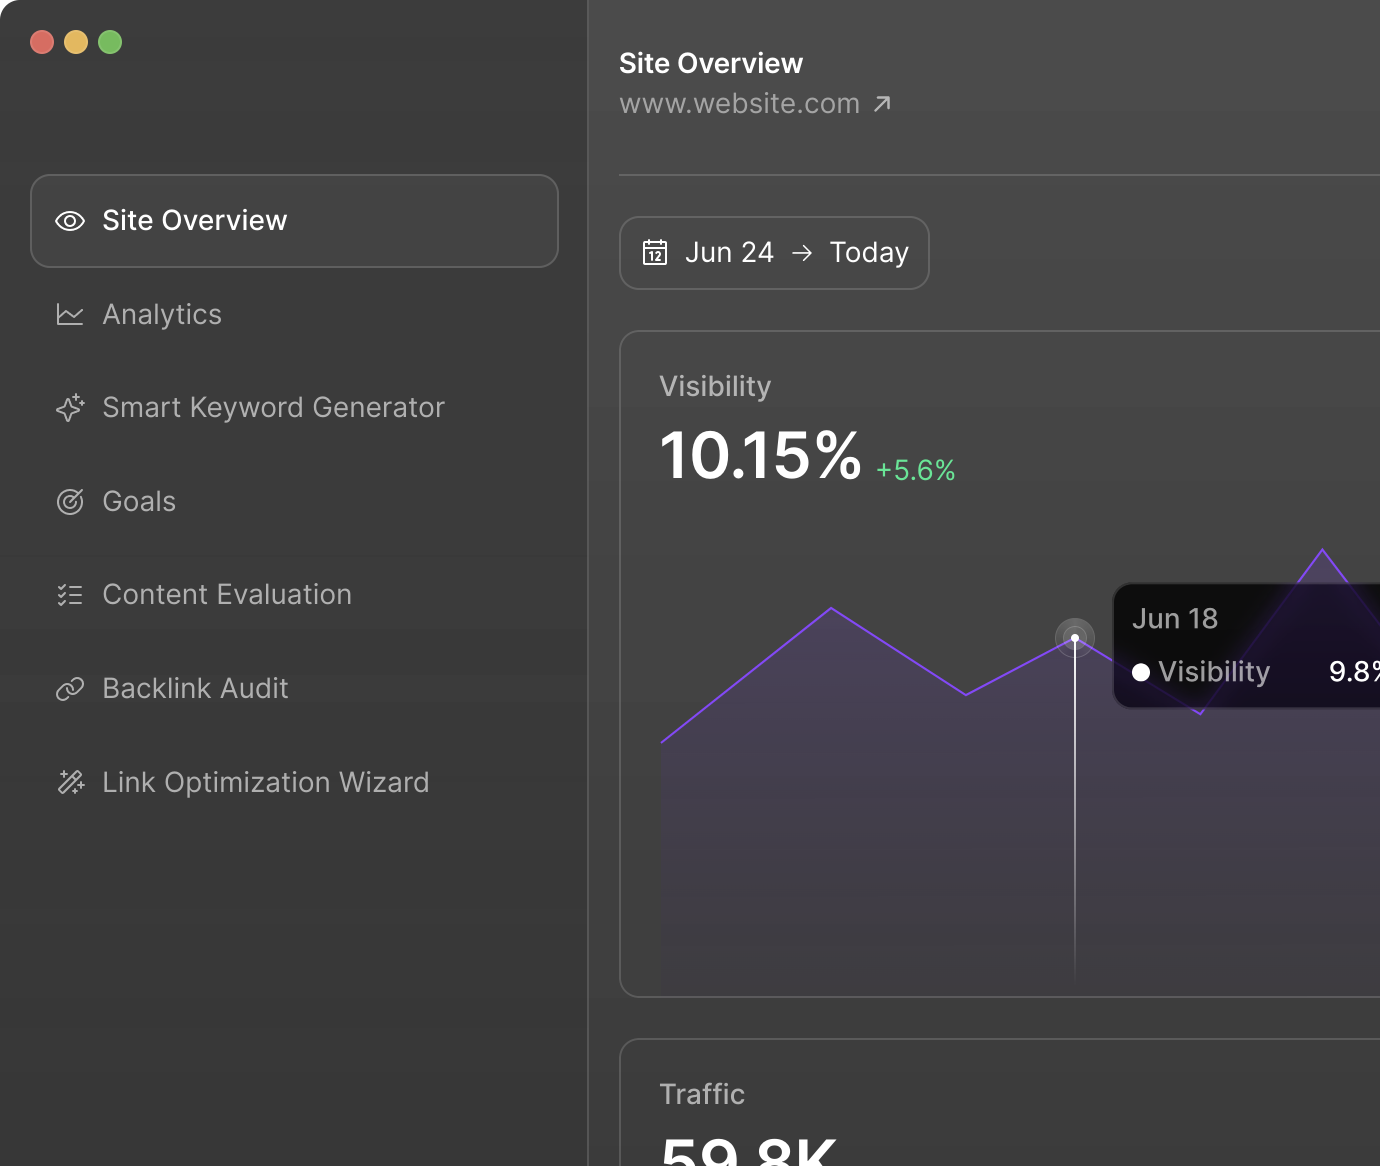 Site Overview
Analytics
Smart Keyword Generator
Goals
Content Evaluation
Backlink Audit
Link Optimization Wizard
Site Overview
www.website.com
12
Jun 24 → Today
Visibility
10.15% +5.6%
Jun 18
Visibility 9.8%
Traffic
59.8K